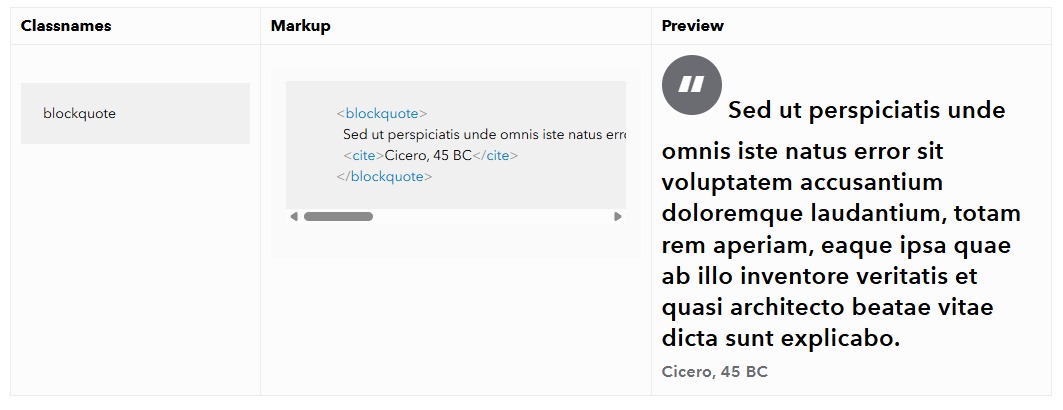 Classnames
Markup
Preview
blockquote
<blockquote>
Sed ut perspiciatis unde omnis iste natus erro
<cite>Cicero, 45 BC</cite>
</blockquote>
“ Sed ut perspiciatis unde
omnis iste natus error sit
voluptatem accusantium
doloremque laudantium, totam
rem aperiam, eaque ipsa quae
ab illo inventore veritatis et
quasi architecto beatae vitae
dicta sunt explicabo.
Cicero, 45 BC